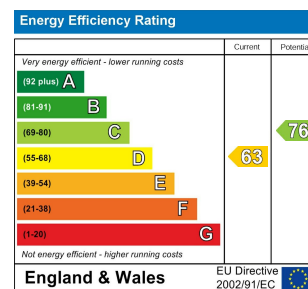 Energy Efficiency Rating
Current
Very energy efficient - lower running costs
(92 plus) A
(81-91) B
(69-80) C
76
(55-68) D
63
(39-54) E
(21-38) F
(1-20) G
Not energy efficient - higher running costs
England & Wales
EU Directive
2002/91/EC